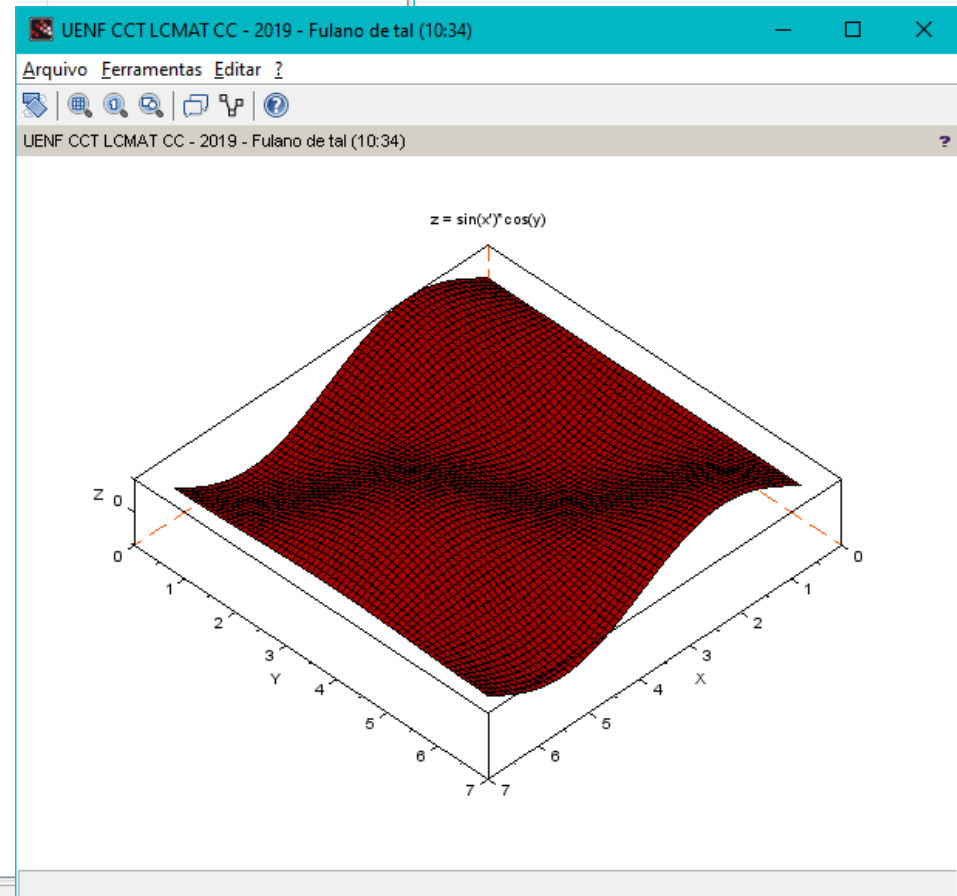 UENF CCT LCMAT CC - 2019 - Fulano de tal (10:34)
Arquivo Ferramentas Editar ?
UENF CCT LCMAT CC - 2019 - Fulano de tal (10:34) ?
z = sin(x')*cos(y)
Z 0
0 0
1 1
2 2
3 3
Y X
4 4
5 5
6 6
7 7